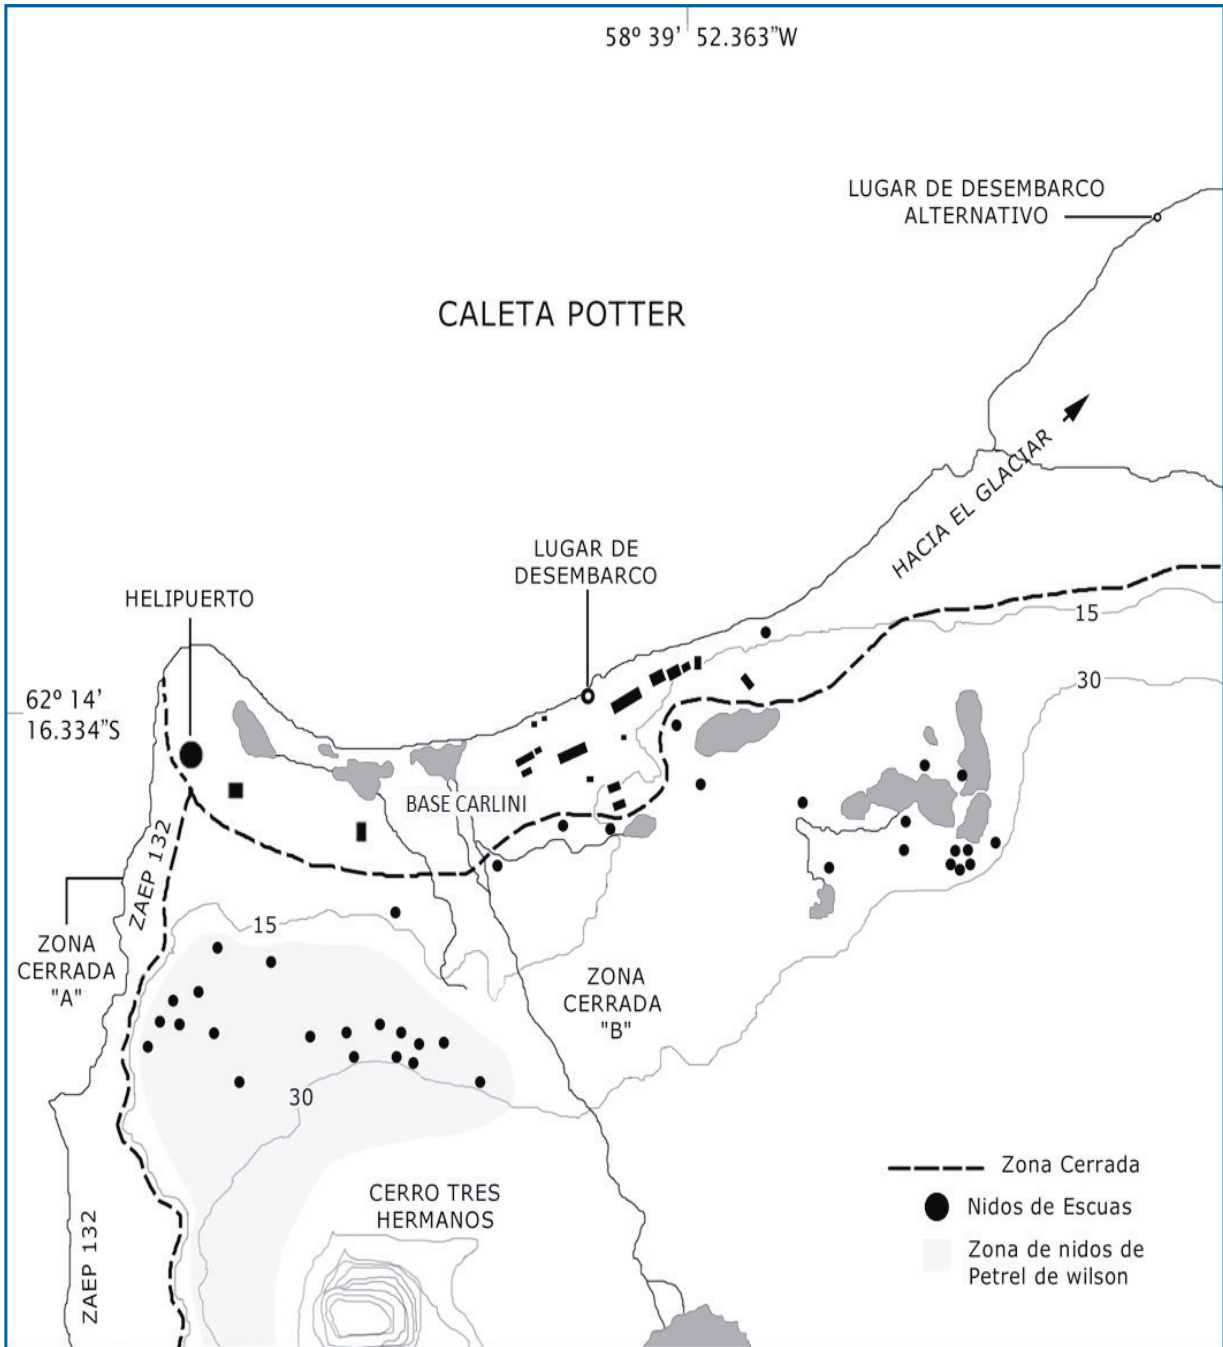 58º 39' 52.363”W
LUGAR DE DESEMBARCO
ALTERNATIVO
CALETA POTTER
HACIA EL GLACIAR
LUGAR DE
DESEMBARCO
HELIPUERTO
15
30
62º 14'
16.334”S
BASE CARLINI
ZAEP 132
15
ZONA
CERRADA
"A"
ZONA
CERRADA
"B"
30
CERRO TRES
HERMANOS
ZAEP 132
Zona Cerrada
Nidos de Escuas
Zona de nidos de
Petrel de wilson